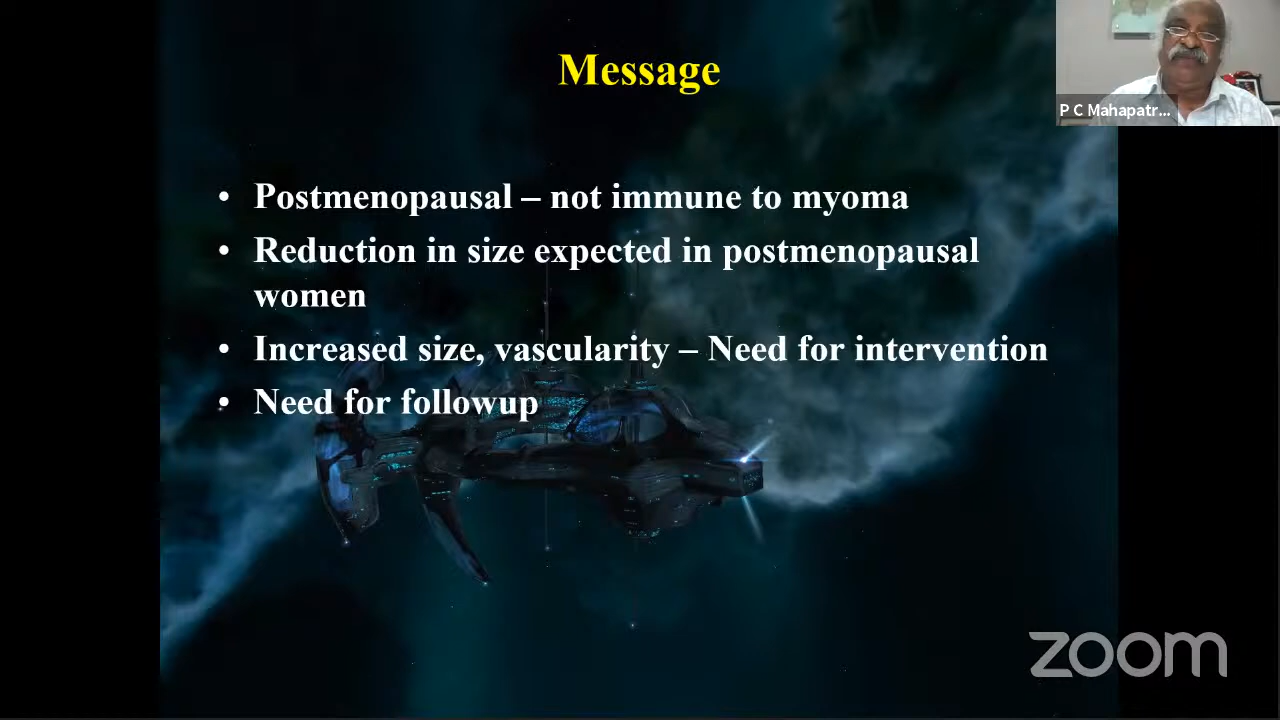 Message
P C Mahapatr...
• Postmenopausal – not immune to myoma
• Reduction in size expected in postmenopausal
women
• Increased size, vascularity – Need for intervention
• Need for followup
zoom